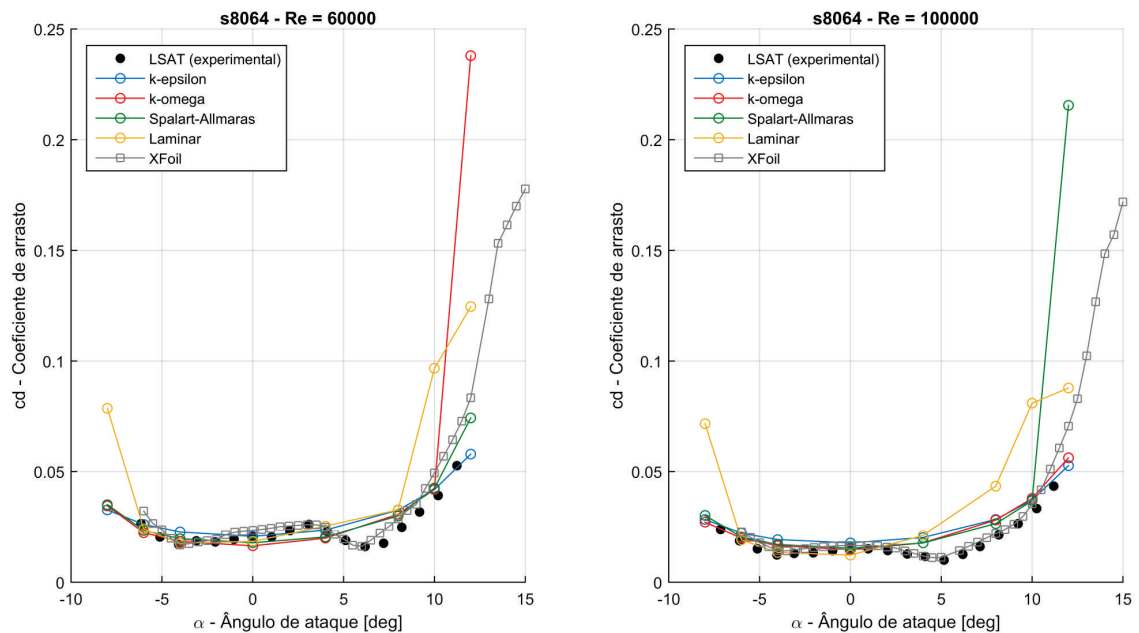 s8064 - Re = 60000
0.25
0.2
0.15
0.1
0.05
0
cd - Coeficiente de arrasto
LSAT (experimental)
k-epsilon
k-omega
Spalart-Allmaras
Laminar
XFoil
-10 -5 0 5 10 15
α - Ângulo de ataque [deg]
s8064 - Re = 100000
0.25
0.2
0.15
0.1
0.05
0
cd - Coeficiente de arrasto
LSAT (experimental)
k-epsilon
k-omega
Spalart-Allmaras
Laminar
XFoil
-10 -5 0 5 10 15
α - Ângulo de ataque [deg]